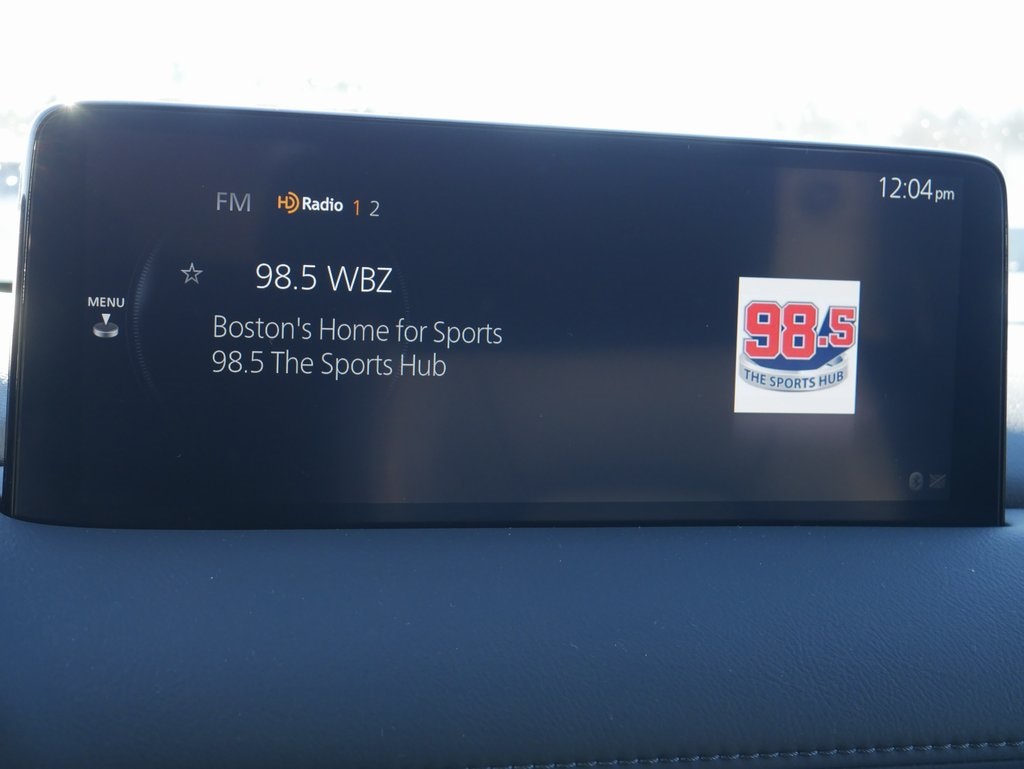 12:04 pm
FM HD Radio 1 2
98.5 WBZ
MENU
Boston's Home for Sports
98.5 The Sports Hub
98.5
THE SPORTS HUB